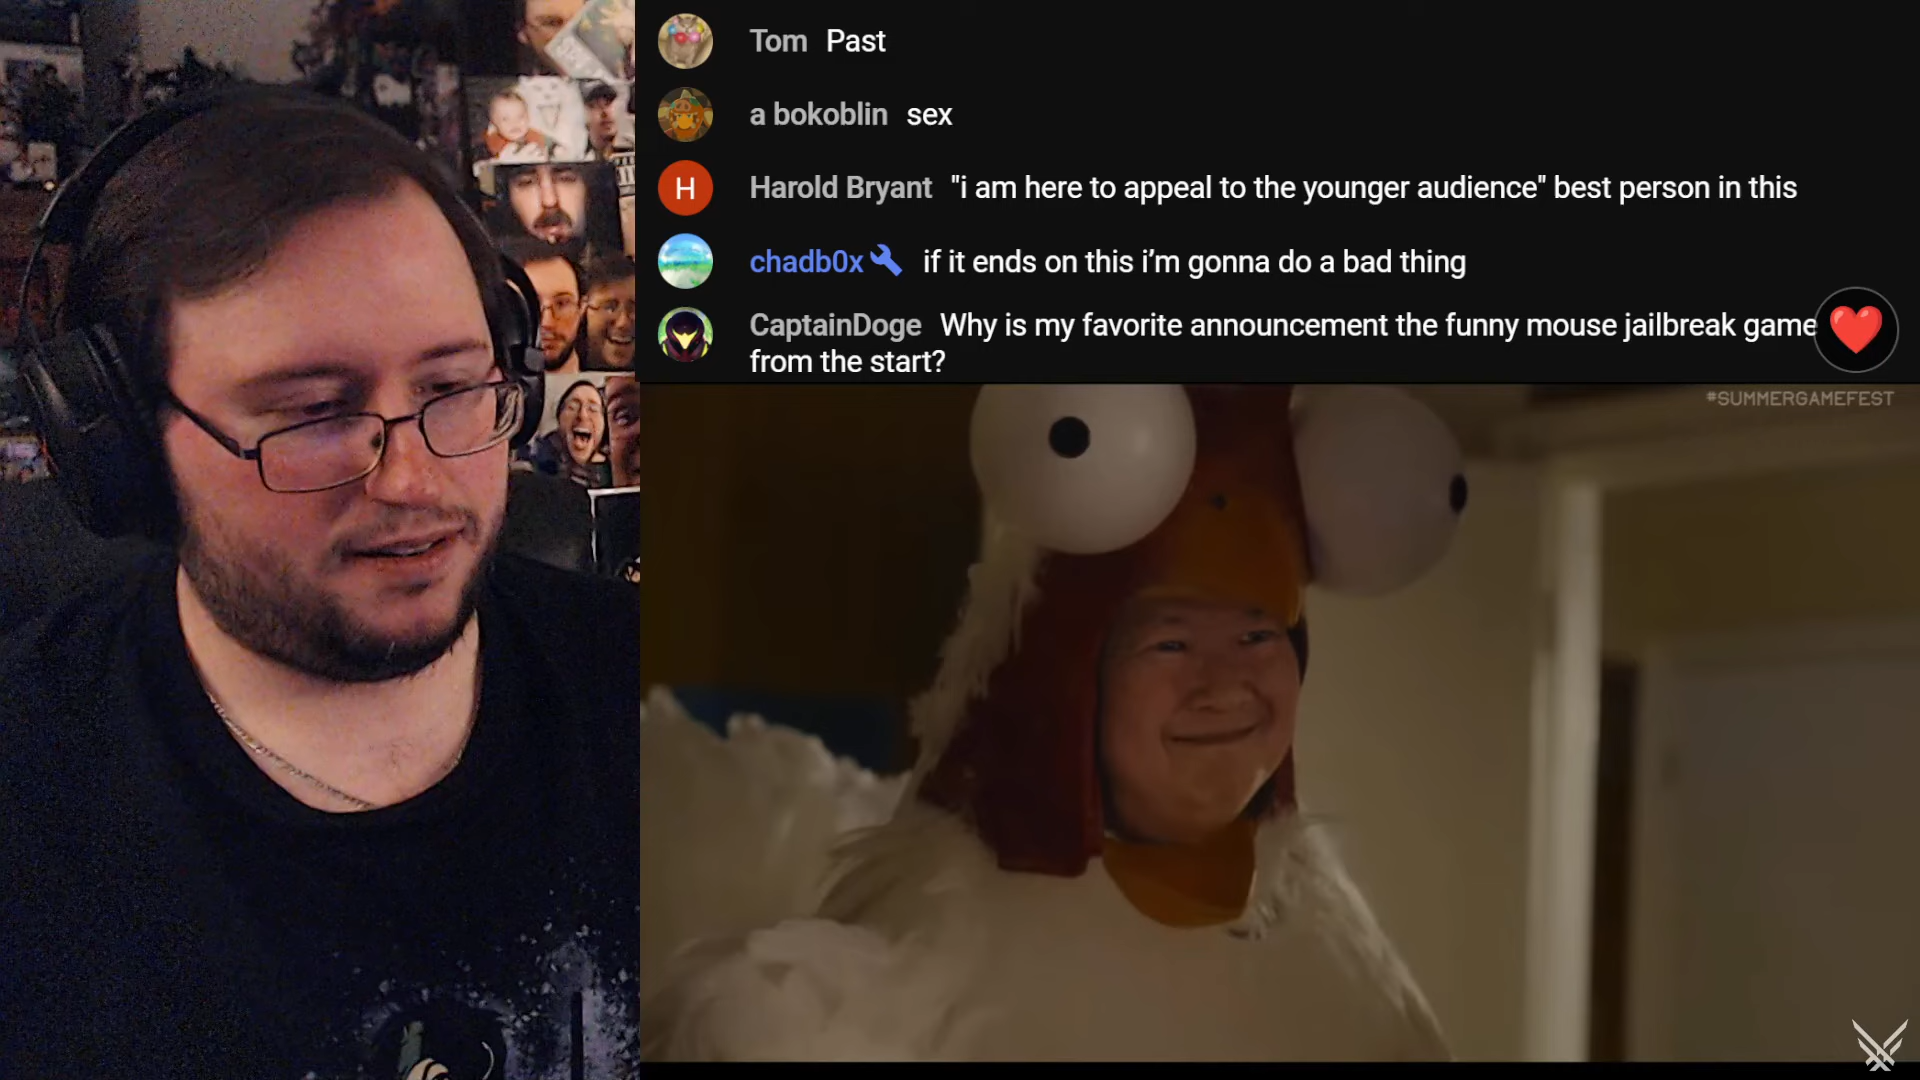 Tom Past
a bokoblin sex
H Harold Bryant "i am here to appeal to the younger audience" best person in this
chadb0x if it ends on this i’m gonna do a bad thing
CaptainDoge Why is my favorite announcement the funny mouse jailbreak game
from the start?
#SUMMERGAMEFEST